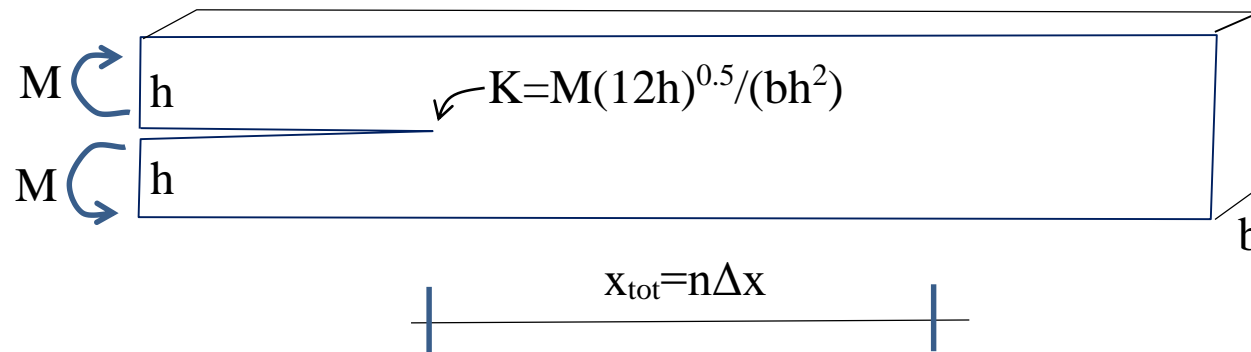 M
h
K=M(12h)^0.5/(bh^2)
M
h
b
x_tot=nΔx